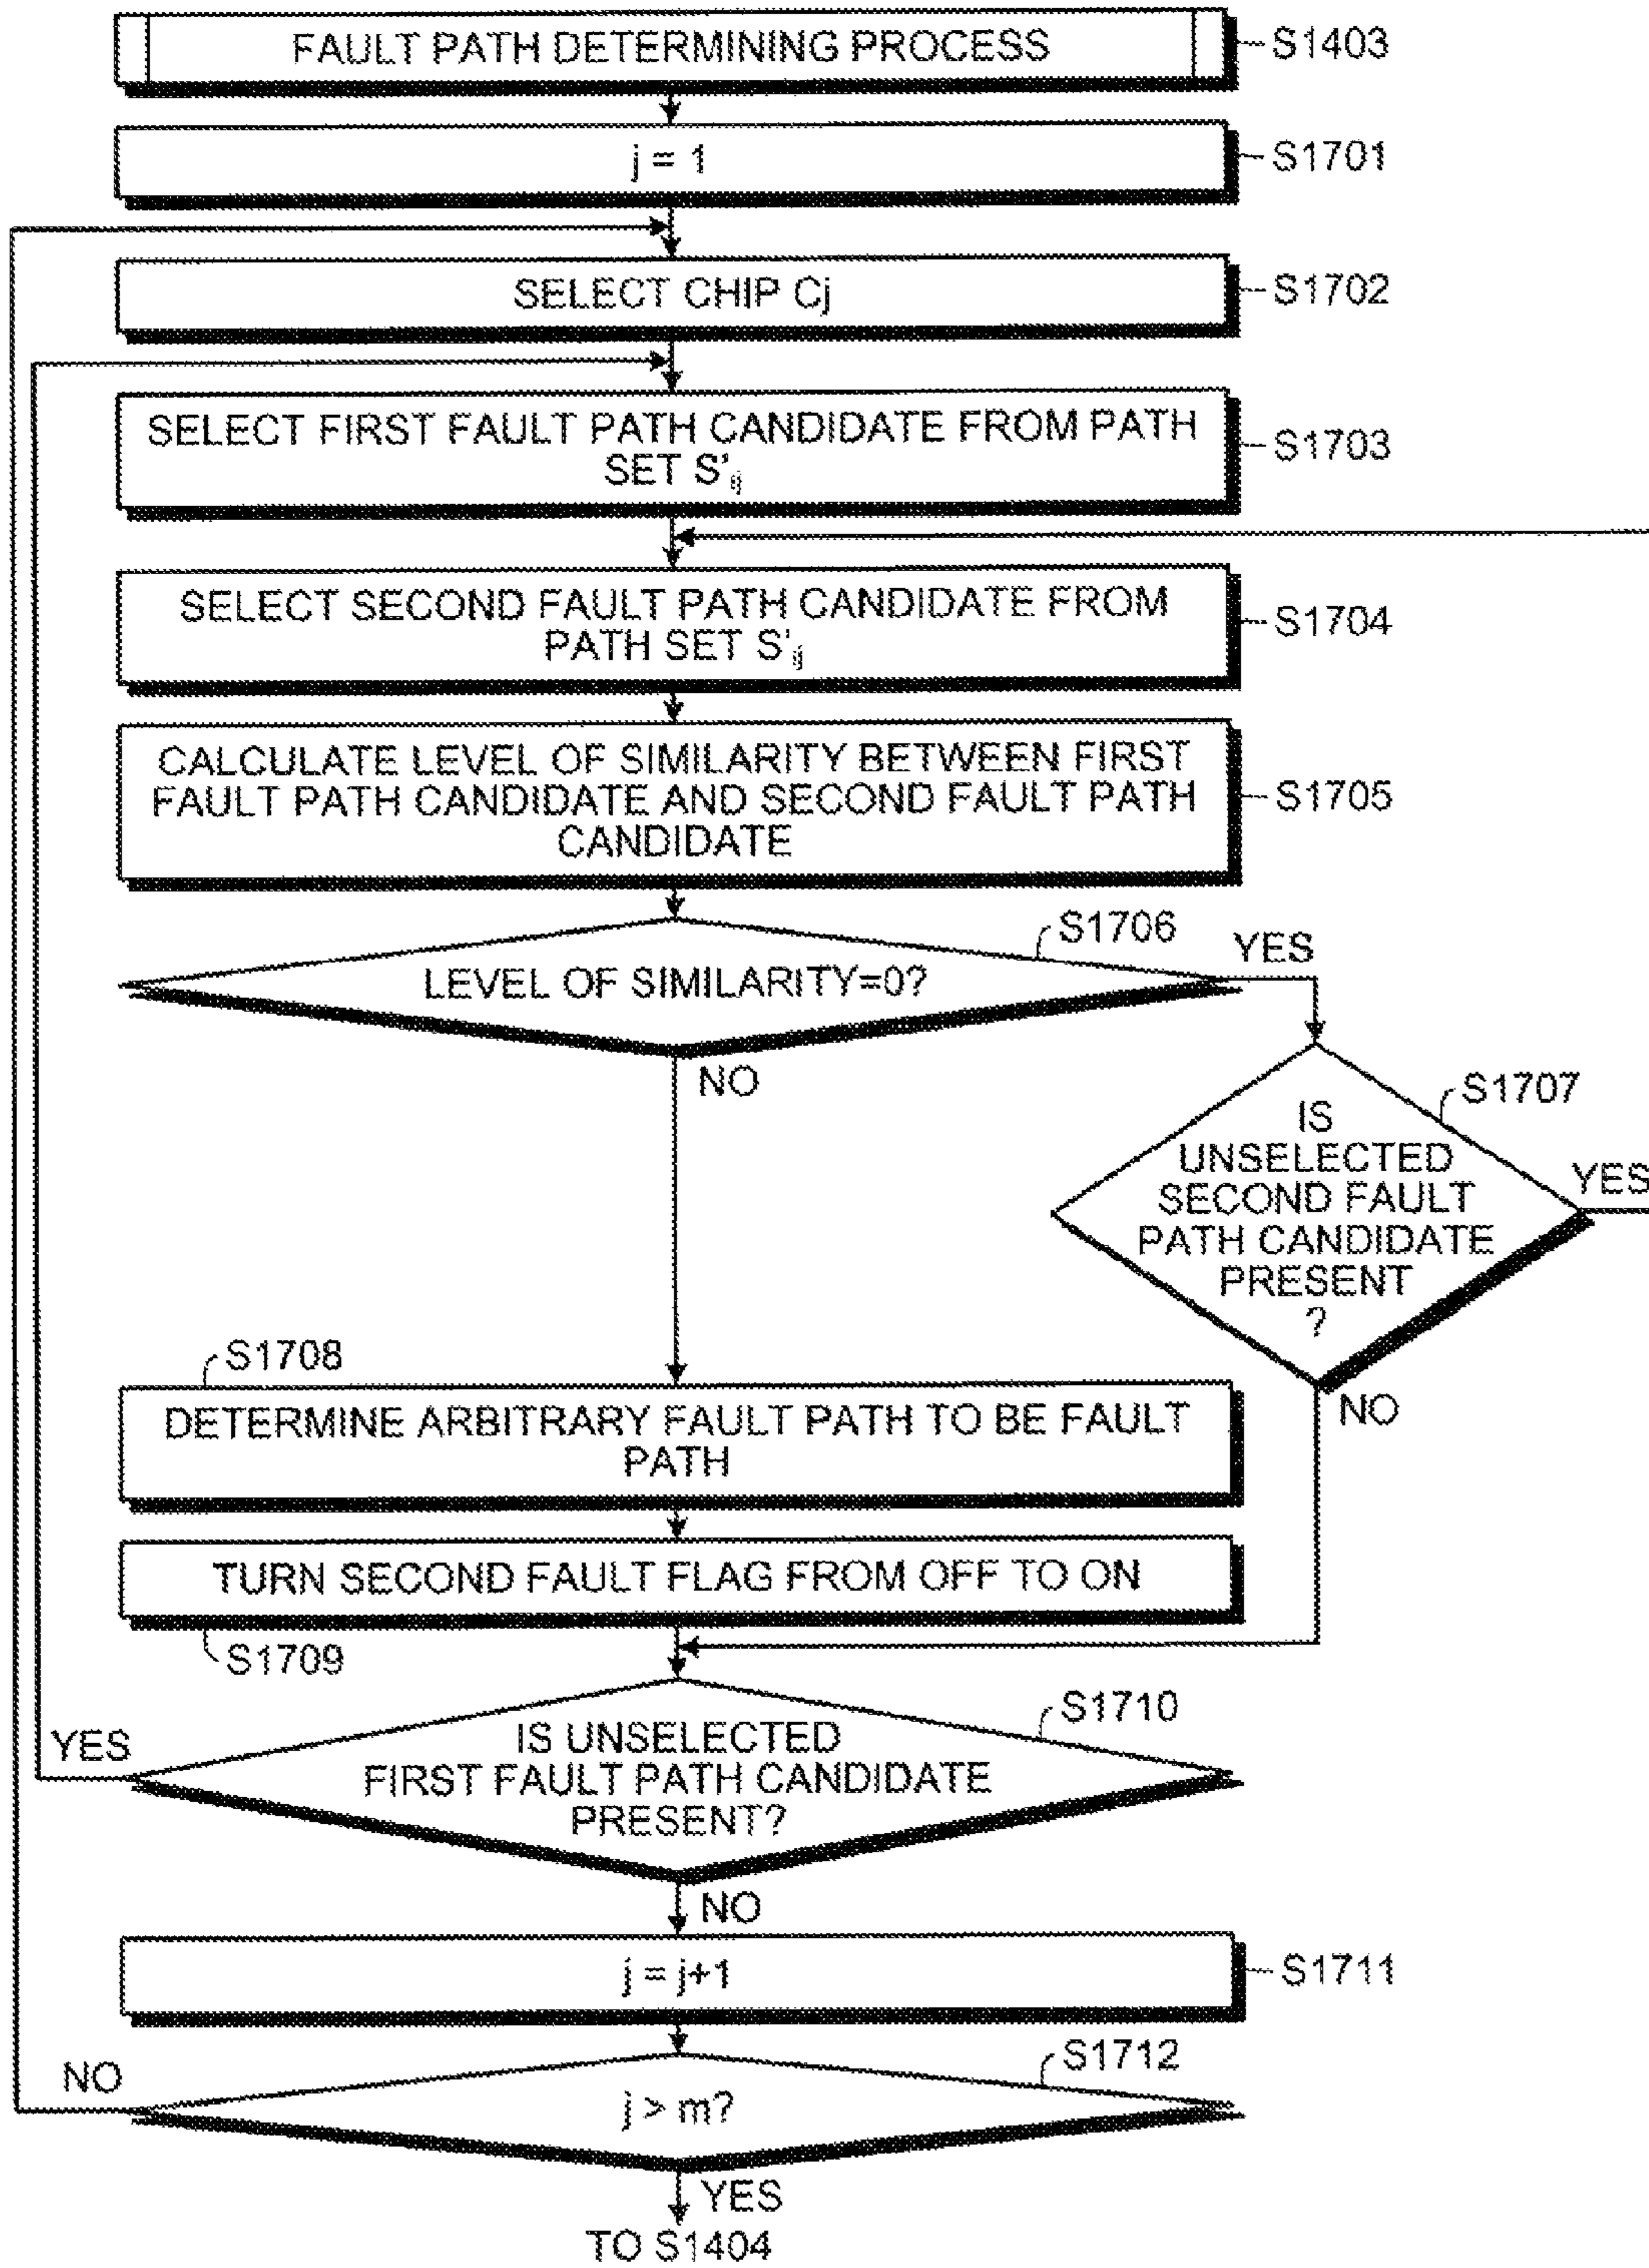 FAULT PATH DETERMINING PROCESS
S1403
j = 1
S1701
SELECT CHIP Cj
S1702
SELECT FIRST FAULT PATH CANDIDATE FROM PATH
SET S'ij
S1703
SELECT SECOND FAULT PATH CANDIDATE FROM
PATH SET S'ij
S1704
CALCULATE LEVEL OF SIMILARITY BETWEEN FIRST
FAULT PATH CANDIDATE AND SECOND FAULT PATH
CANDIDATE
S1705
S1706
YES
LEVEL OF SIMILARITY=0?
NO
S1707
IS
UNSELECTED
SECOND FAULT
PATH CANDIDATE
PRESENT
?
YES
NO
S1708
DETERMINE ARBITRARY FAULT PATH TO BE FAULT
PATH
TURN SECOND FAULT FLAG FROM OFF TO ON
S1709
S1710
YES
IS UNSELECTED
FIRST FAULT PATH CANDIDATE
PRESENT?
NO
j = j+1
S1711
S1712
NO
j > m?
YES
TO S1404